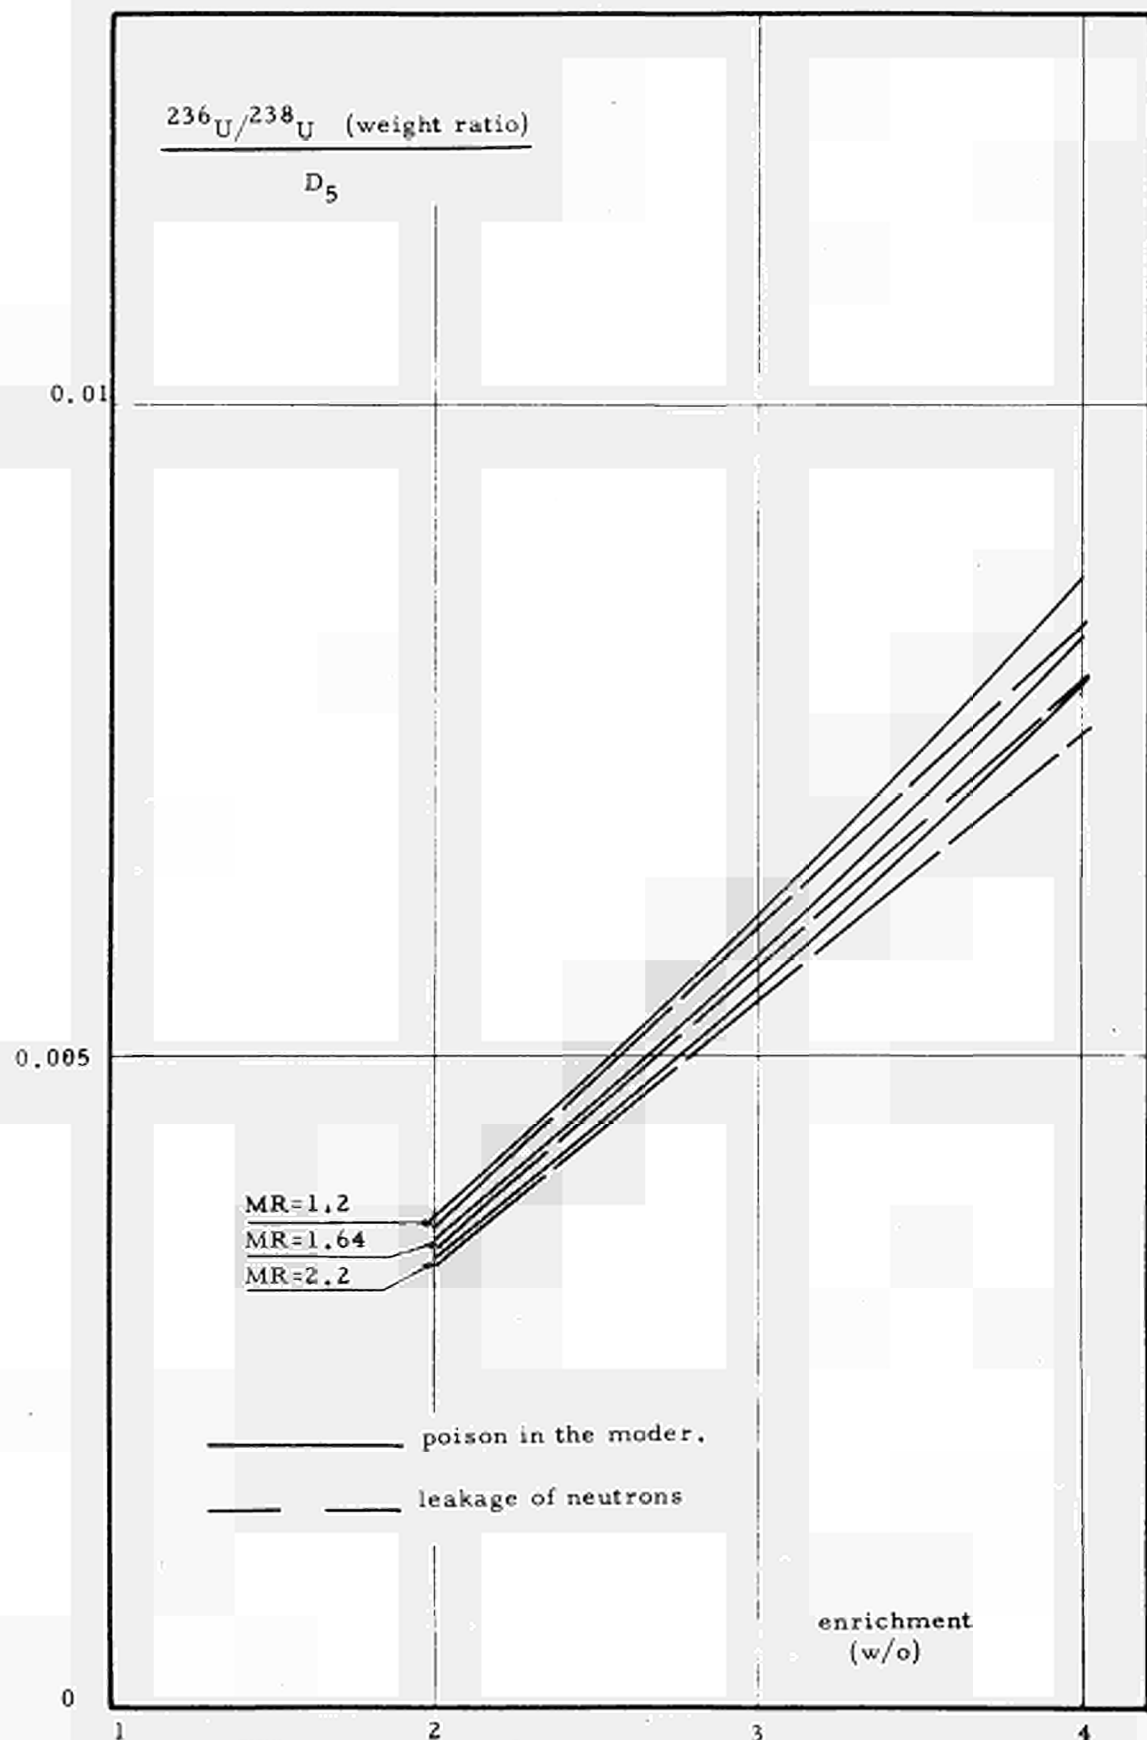 236U/238U (weight ratio)
D5
0.01
0.005
MR=1.2
MR=1.64
MR=2.2
poison in the moder.
leakage of neutrons
enrichment
(w/o)
0
1 2 3 4